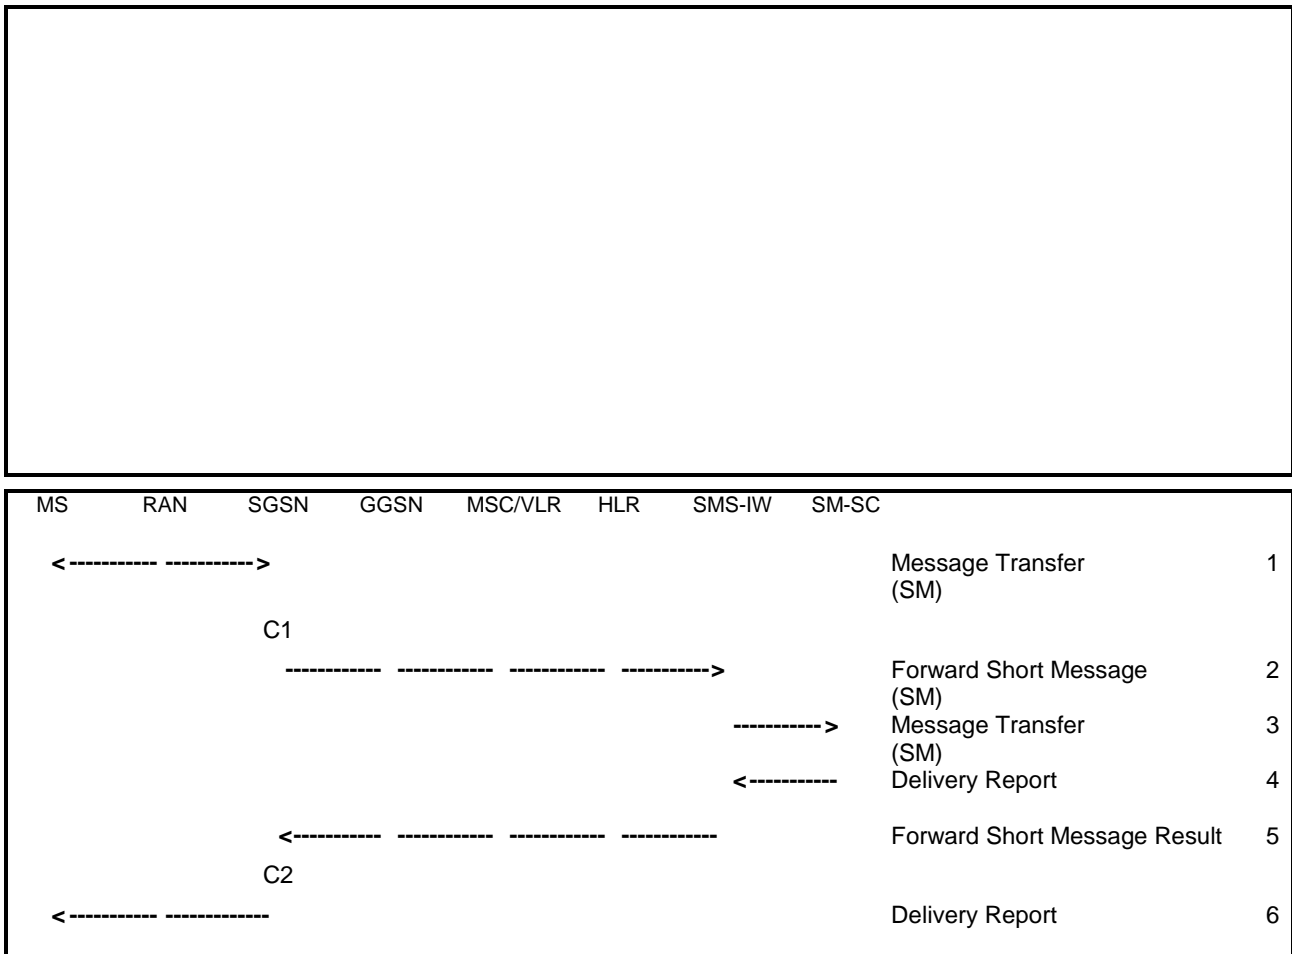 MS RAN SGSN GGSN MSC/VLR HLR SMS-IW SM-SC
<----------- -----------> Message Transfer 1
(SM)
C1
------------ ------------ ------------ -----------> Forward Short Message 2
(SM)
-----------> Message Transfer 3
(SM)
<----------- Delivery Report 4
<----------- ------------ ------------ ------------ Forward Short Message Result 5
C2
<----------- ------------- Delivery Report 6